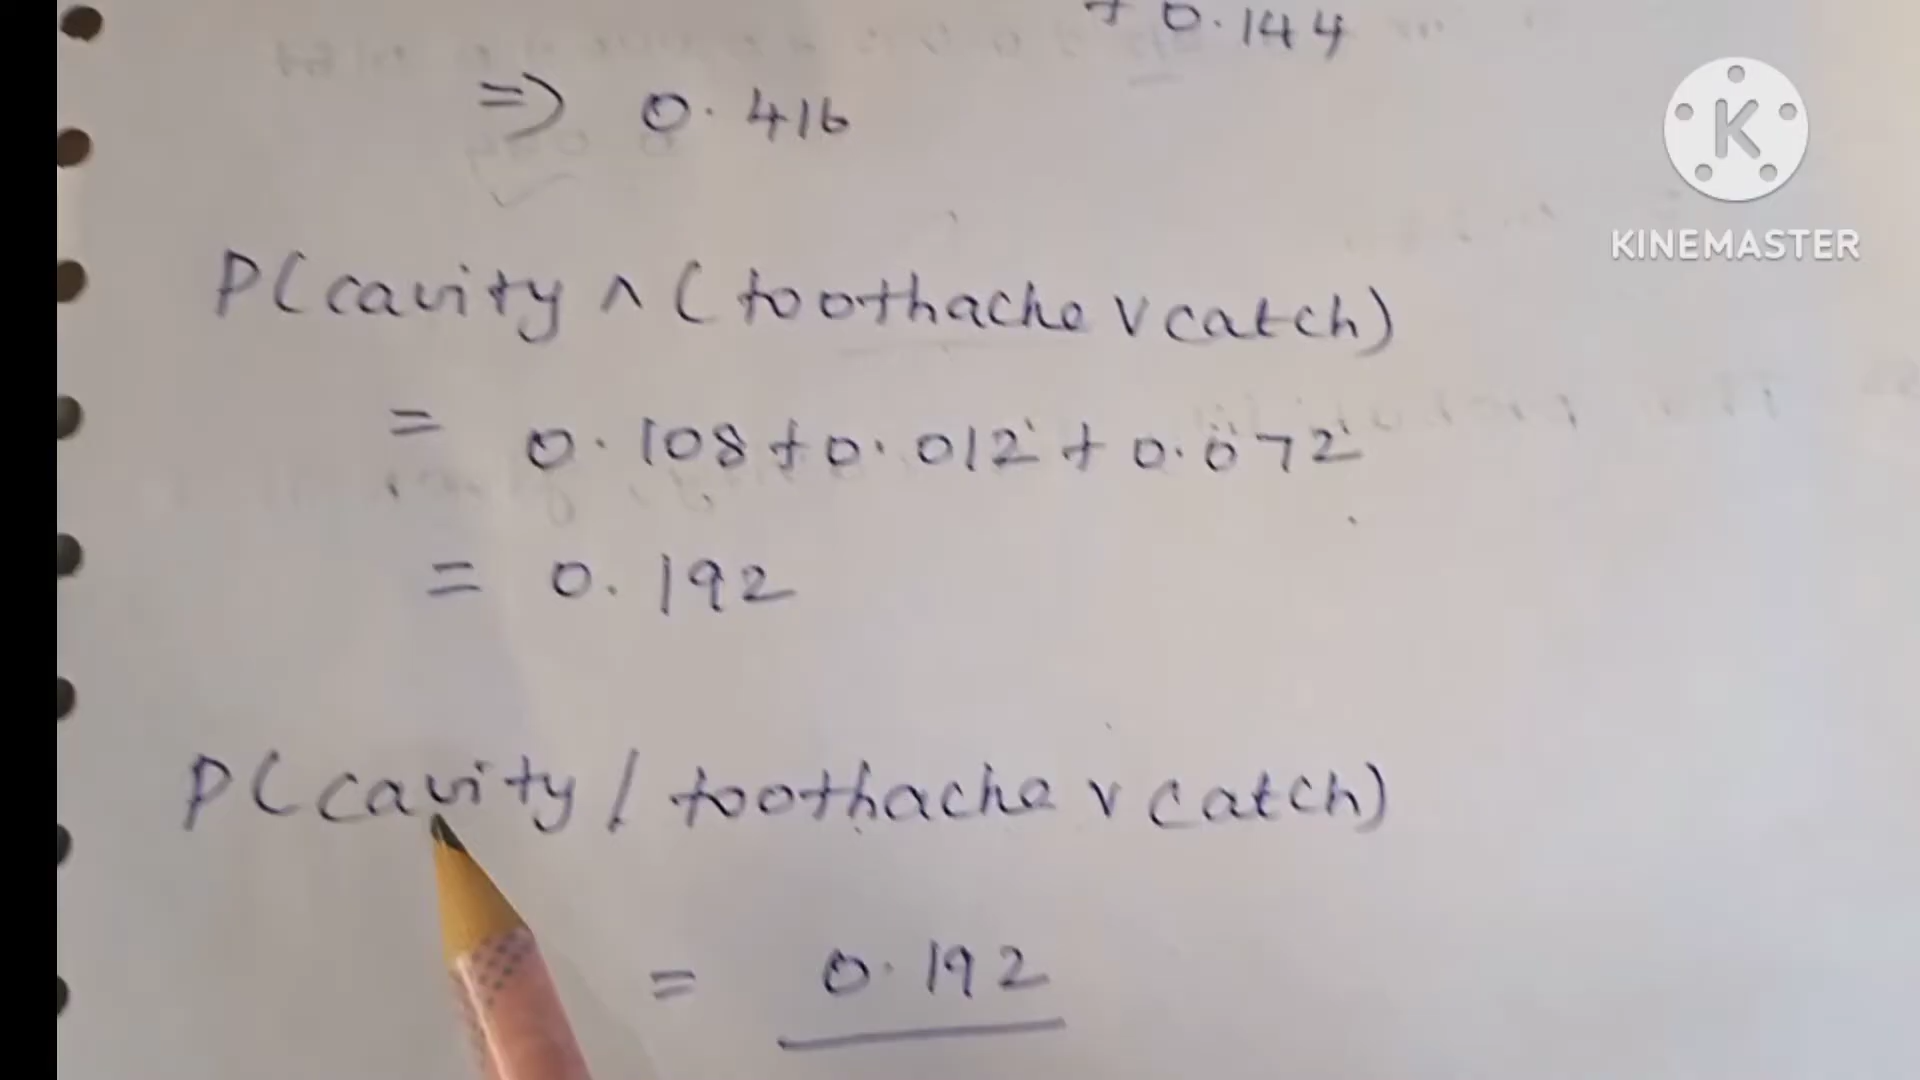 + 0.144
=> 0.416
K
KINEMASTER
P(cavity ∧ (toothache ∨ catch)
= 0.108 + 0.012 + 0.072
= 0.192
P(cavity / toothache ∨ catch)
= 0.192